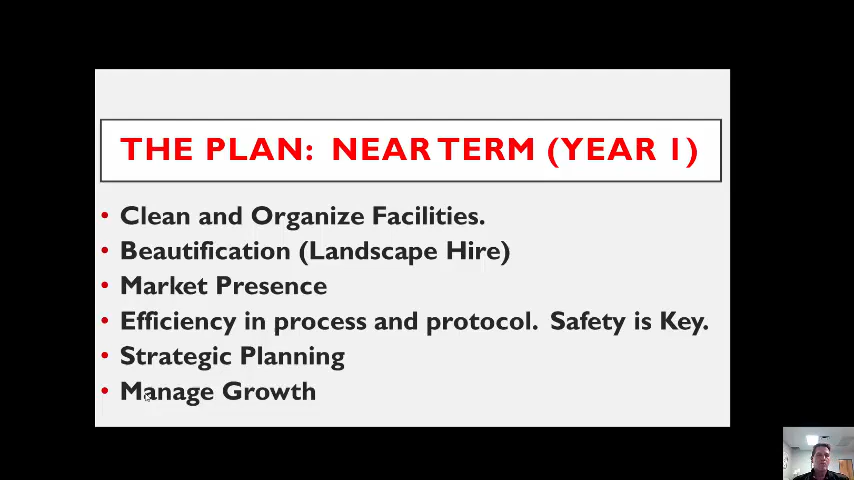 THE PLAN: NEAR TERM (YEAR 1)
• Clean and Organize Facilities.
• Beautification (Landscape Hire)
• Market Presence
• Efficiency in process and protocol. Safety is Key.
• Strategic Planning
• Manage Growth